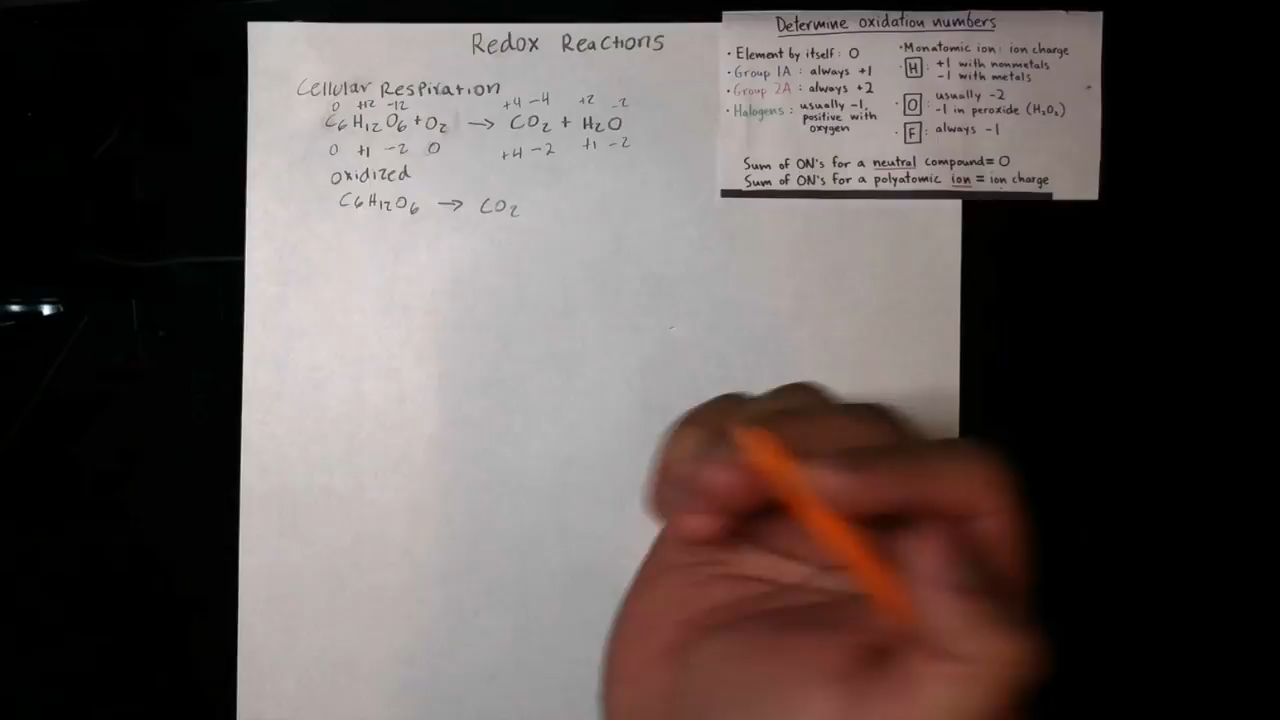 Redox Reactions
Cellular Respiration
0 +12 -12 +4 -4 +2 -2
C6H12O6 + O2 → CO2 + H2O
0 +1 -2 0 +4 -2 +1 -2
oxidized
C6H12O6 → CO2
Determine oxidation numbers
• Element by itself: 0
• Group 1A: always +1
• Group 2A: always +2
• Halogens: usually -1,
positive with
oxygen
• Monatomic ion: ion charge
• H: +1 with nonmetals
-1 with metals
• O: usually -2
-1 in peroxide (H2O2)
• F: always -1
Sum of ON's for a neutral compound = 0
Sum of ON's for a polyatomic ion = ion charge